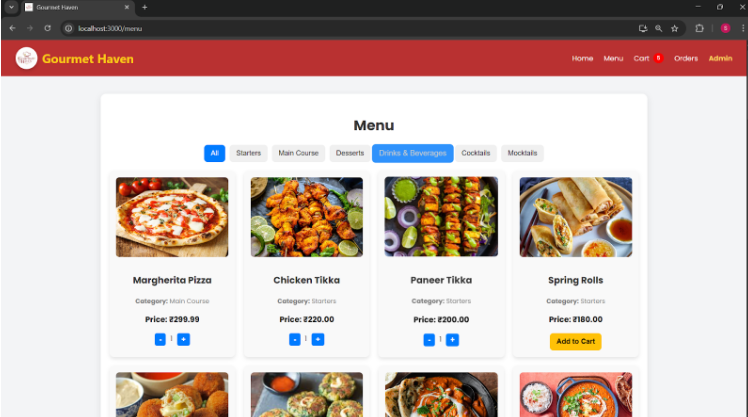 Gourmet Haven
localhost:3000/menu
Gourmet Haven
Home Menu Cart Orders Admin
Menu
All Starters Main Course Desserts Drinks & Beverages Cocktails Mocktails
Margherita Pizza Chicken Tikka Paneer Tikka Spring Rolls
Category: Main Course Category: Starters Category: Starters Category: Starters
Price: ₹299.99 Price: ₹220.00 Price: ₹200.00 Price: ₹180.00
- 1 + - 1 + - 1 + Add to Cart